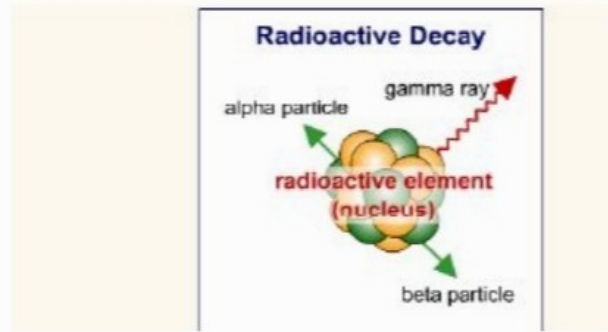 Radioactive Decay
gamma ray
alpha particle
radioactive element
(nucleus)
beta particle